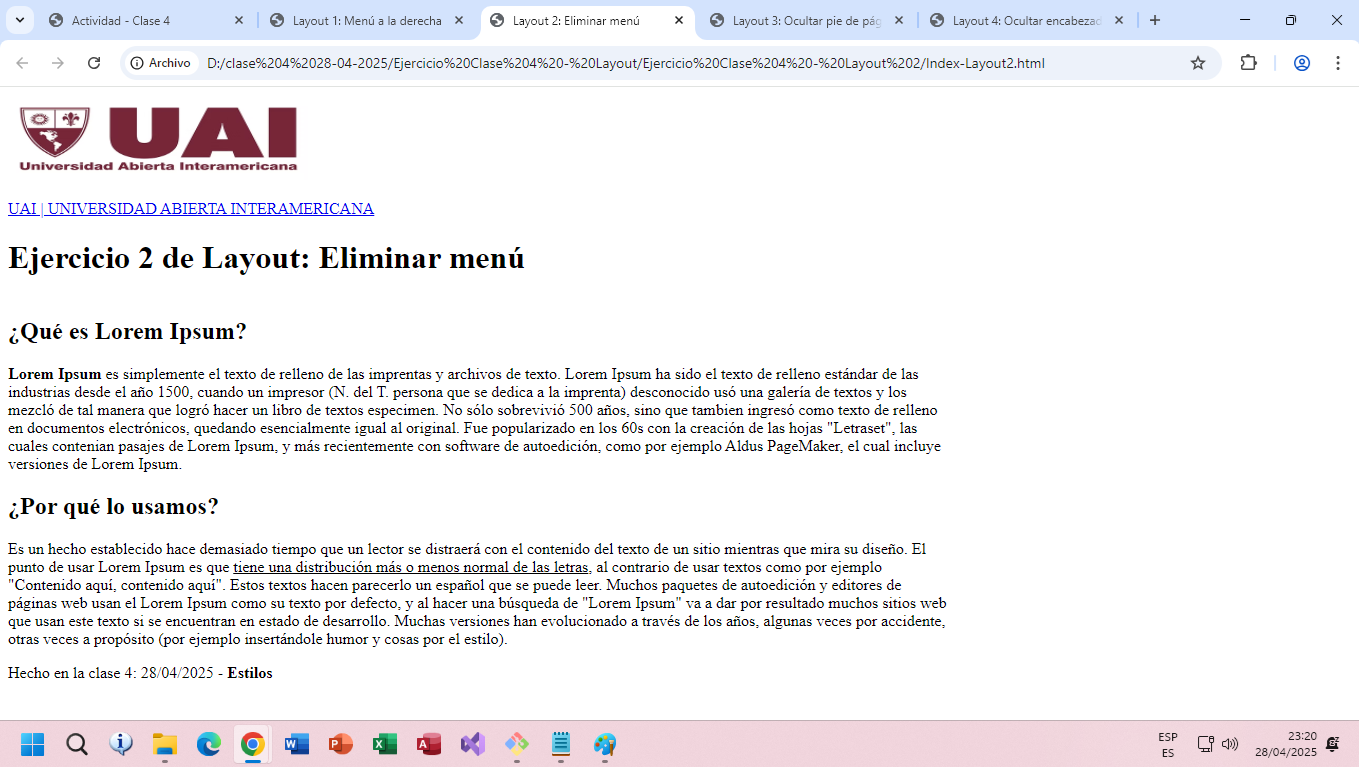 Actividad - Clase 4
Layout 1: Menú a la derecha
Layout 2: Eliminar menú
Layout 3: Ocultar pie de pág
Layout 4: Ocultar encabezad
Archivo
D:/clase%204%2028-04-2025/Ejercicio%20Clase%204%20-%20Layout/Ejercicio%20Clase%204%20-%20Layout%202/Index-Layout2.html
UAI
Universidad Abierta Interamericana
UAI | UNIVERSIDAD ABIERTA INTERAMERICANA
Ejercicio 2 de Layout: Eliminar menú
¿Qué es Lorem Ipsum?
Lorem Ipsum es simplemente el texto de relleno de las imprentas y archivos de texto. Lorem Ipsum ha sido el texto de relleno estándar de las
industrias desde el año 1500, cuando un impresor (N. del T. persona que se dedica a la imprenta) desconocido usó una galería de textos y los
mezcló de tal manera que logró hacer un libro de textos especimen. No sólo sobrevivió 500 años, sino que tambien ingresó como texto de relleno
en documentos electrónicos, quedando esencialmente igual al original. Fue popularizado en los 60s con la creación de las hojas "Letraset", las
cuales contenian pasajes de Lorem Ipsum, y más recientemente con software de autoedición, como por ejemplo Aldus PageMaker, el cual incluye
versiones de Lorem Ipsum.
¿Por qué lo usamos?
Es un hecho establecido hace demasiado tiempo que un lector se distraerá con el contenido del texto de un sitio mientras que mira su diseño. El
punto de usar Lorem Ipsum es que tiene una distribución más o menos normal de las letras, al contrario de usar textos como por ejemplo
"Contenido aquí, contenido aquí". Estos textos hacen parecerlo un español que se puede leer. Muchos paquetes de autoedición y editores de
páginas web usan el Lorem Ipsum como su texto por defecto, y al hacer una búsqueda de "Lorem Ipsum" va a dar por resultado muchos sitios web
que usan este texto si se encuentran en estado de desarrollo. Muchas versiones han evolucionado a través de los años, algunas veces por accidente,
otras veces a propósito (por ejemplo insertándole humor y cosas por el estilo).
Hecho en la clase 4: 28/04/2025 - Estilos
ESP
ES
23:20
28/04/2025